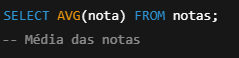 SELECT AVG(nota) FROM notas;
-- Média das notas